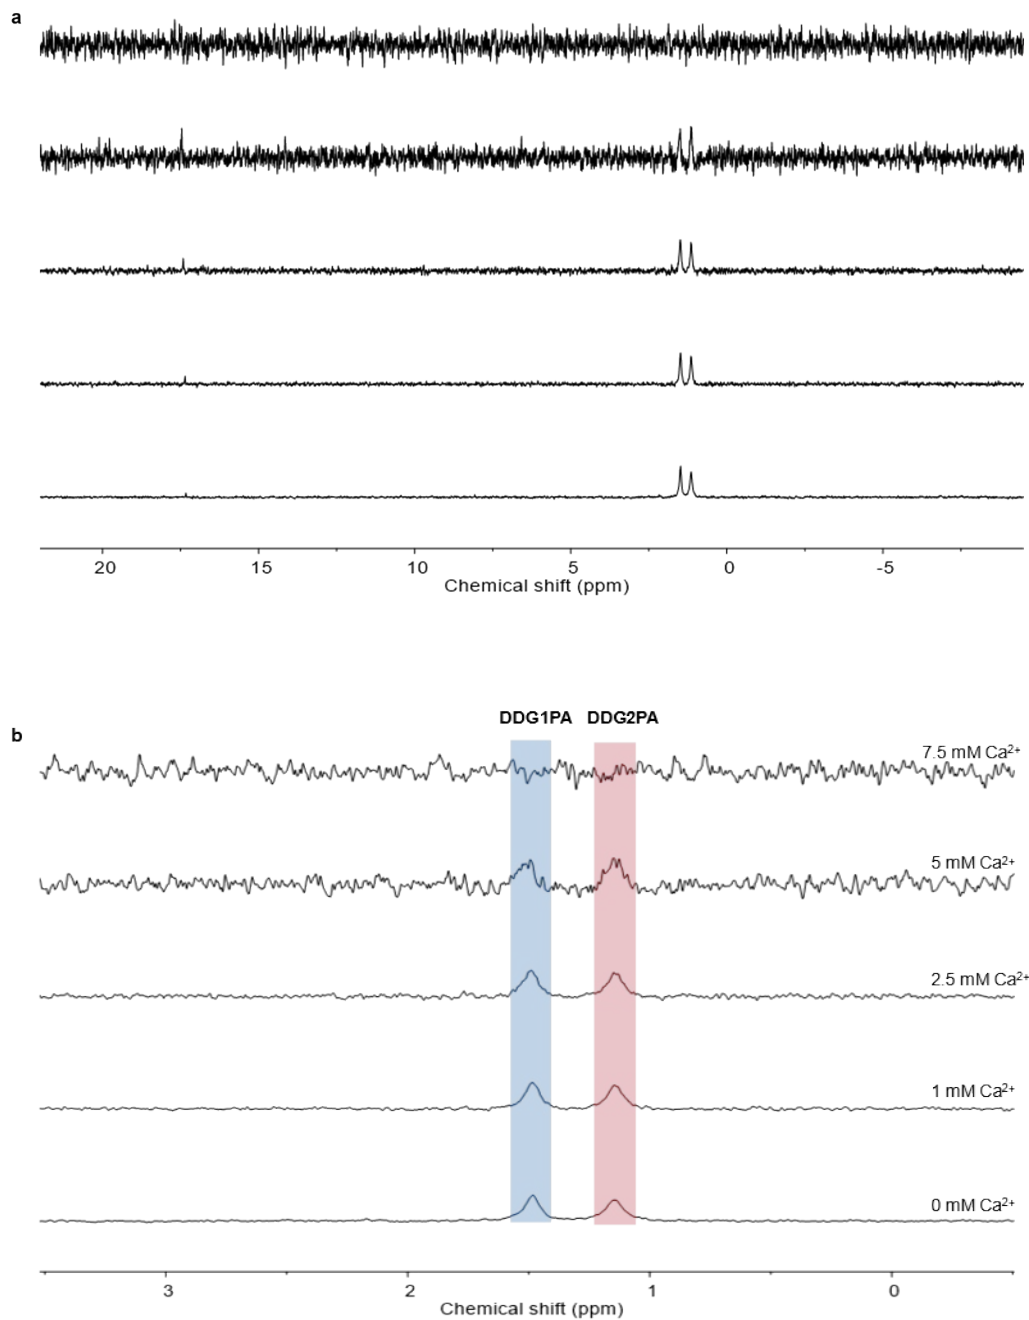 a
20 15 10 5 0 -5
Chemical shift (ppm)
DDG1PA DDG2PA
b
7.5 mM Ca²⁺
5 mM Ca²⁺
2.5 mM Ca²⁺
1 mM Ca²⁺
0 mM Ca²⁺
3 2 1 0
Chemical shift (ppm)